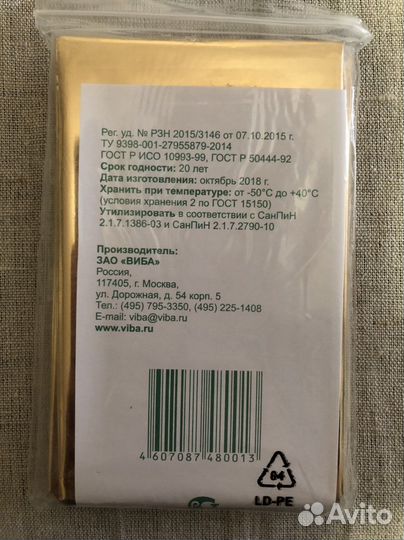 Рег. уд. № РЗН 2015/3146 от 07.10.2015 г.
ТУ 9398-001-27955879-2014
ГОСТ Р ИСО 10993-99, ГОСТ Р 50444-92
Срок годности: 20 лет
Дата изготовления: октябрь 2018 г.
Хранить при температуре: от -50°С до +40°С
(условия хранения 2 по ГОСТ 15150)
Утилизировать в соответствии с СанПиН
2.1.7.1386-03 и СанПиН 2.1.7.2790-10
Производитель:
ЗАО «ВИБА»
Россия,
117405, г. Москва,
ул. Дорожная, д. 54 корп. 5
Тел.: (495) 795-3350, (495) 225-1408
E-mail: viba@viba.ru
www.viba.ru
4607087480013
04
LD-PE
Avito